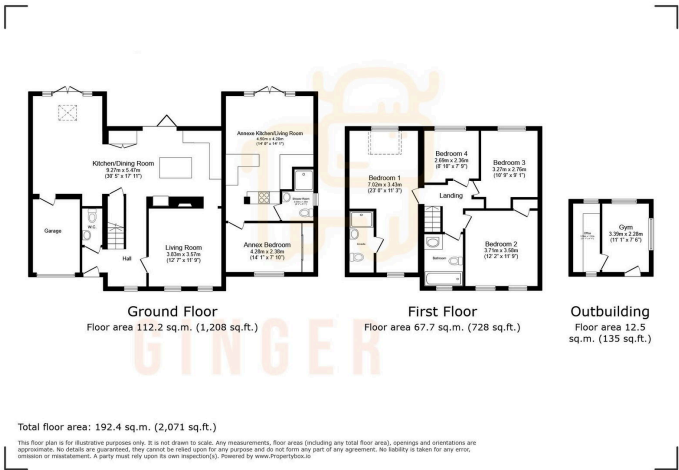 Kitchen/Dining Room
9.27m x 5.47m
(30' 5" x 17' 11")
Garage
W.C.
Hall
Living Room
3.83m x 3.57m
(12' 7" x 11' 9")
Annexe Kitchen/Living Room
(14' 9" x 14' 1")
Shower Room
Annex Bedroom
4.28m x 2.38m
(14' 1" x 7' 10")
Ground Floor
Floor area 112.2 sq.m. (1,208 sq.ft.)
Bedroom 1
7.02m x 3.43m
(23' 0" x 11' 3")
Bedroom 4
2.69m x 2.36m
(8' 10" x 7' 9")
Bedroom 3
3.27m x 2.76m
(10' 9" x 9' 1")
Landing
Bathroom
Bedroom 2
3.71m x 3.58m
(12' 2" x 11' 9")
First Floor
Floor area 67.7 sq.m. (728 sq.ft.)
Gym
3.39m x 2.28m
(11' 1" x 7' 6")
Outbuilding
Floor area 12.5
sq.m. (135 sq.ft.)
GINGER
Total floor area: 192.4 sq.m. (2,071 sq.ft.)
This floor plan is for illustrative purposes only. It is not drawn to scale. Any measurements, floor areas (including any total floor area), openings and orientations are
approximate. No details are guaranteed, they cannot be relied upon for any purpose and do not form any part of any agreement. No liability is taken for any error,
omission or misstatement. A party must rely upon its own inspection(s). Powered by www.Propertybox.io